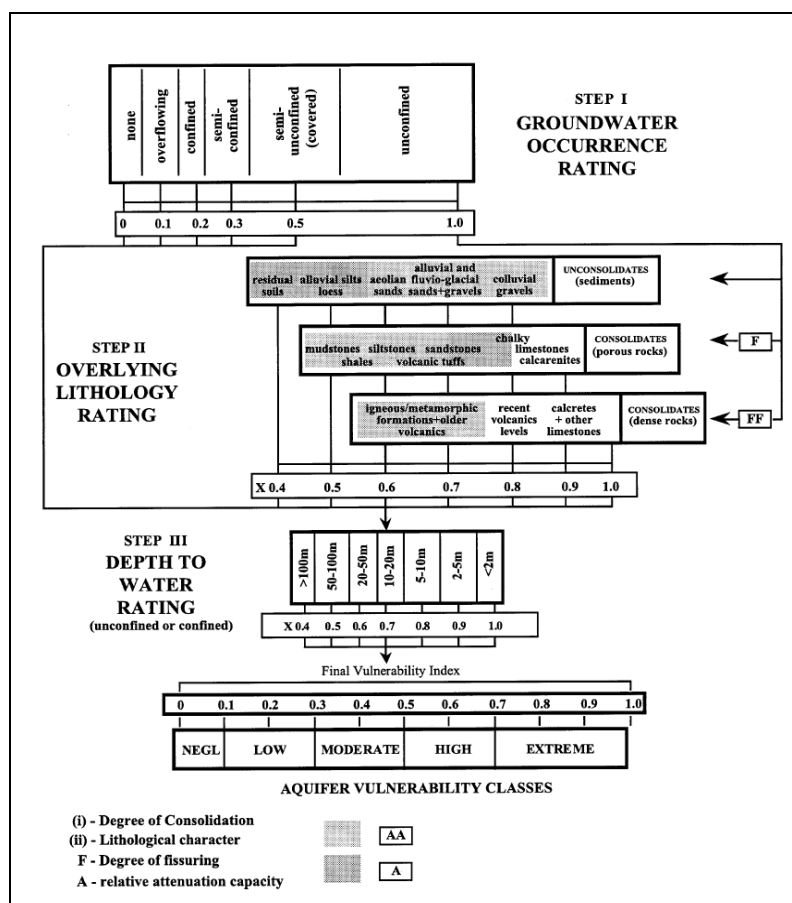 none
overflowing
confined
semi-
confined
semi-
unconfined
(covered)
unconfined
STEP I
GROUNDWATER
OCCURRENCE
RATING
0 0.1 0.2 0.3 0.5 1.0
residual
soils
alluvial silts
loess
aeolian
sands
alluvial and
fluvio-glacial
sands+gravels
colluvial
gravels
UNCONSOLIDATES
(sediments)
STEP II
OVERLYING
LITHOLOGY
RATING
mudstones siltstones sandstones
shales volcanic tuffs
chalky
limestones
calcarenites
CONSOLIDATES
(porous rocks)
F
igneous/metamorphic
formations+older
volcanics
recent
volcanics
levels
calcretes
+ other
limestones
CONSOLIDATES
(dense rocks)
FF
X 0.4 0.5 0.6 0.7 0.8 0.9 1.0
STEP III
DEPTH TO
WATER
RATING
(unconfined or confined)
>100m
50-100m
20-50m
10-20m
5-10m
2-5m
<2m
X 0.4 0.5 0.6 0.7 0.8 0.9 1.0
Final Vulnerability Index
0 0.1 0.2 0.3 0.4 0.5 0.6 0.7 0.8 0.9 1.0
NEGL LOW MODERATE HIGH EXTREME
AQUIFER VULNERABILITY CLASSES
(i) - Degree of Consolidation
(ii) - Lithological character
F - Degree of fissuring
A - relative attenuation capacity
AA
A